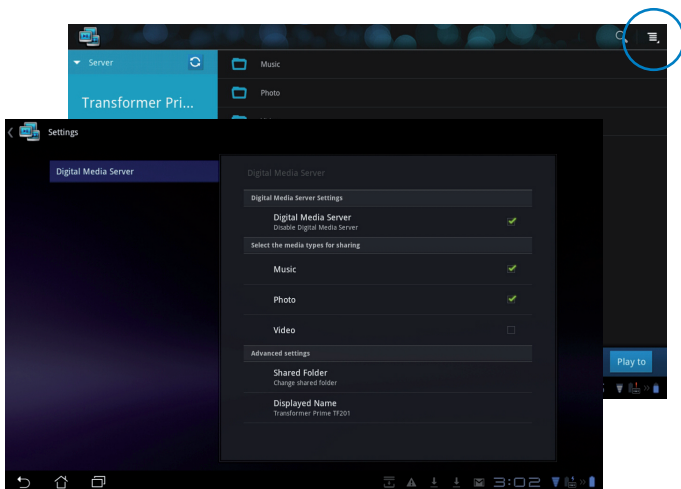 Server
Music
Transformer Pri...
Photo
Settings
Digital Media Server
Digital Media Server
Digital Media Server Settings
Digital Media Server
Disable Digital Media Server
Select the media types for sharing
Music
Photo
Video
Advanced settings
Shared Folder
Change shared folder
Displayed Name
Transformer Prime TF201
Play to
3:02